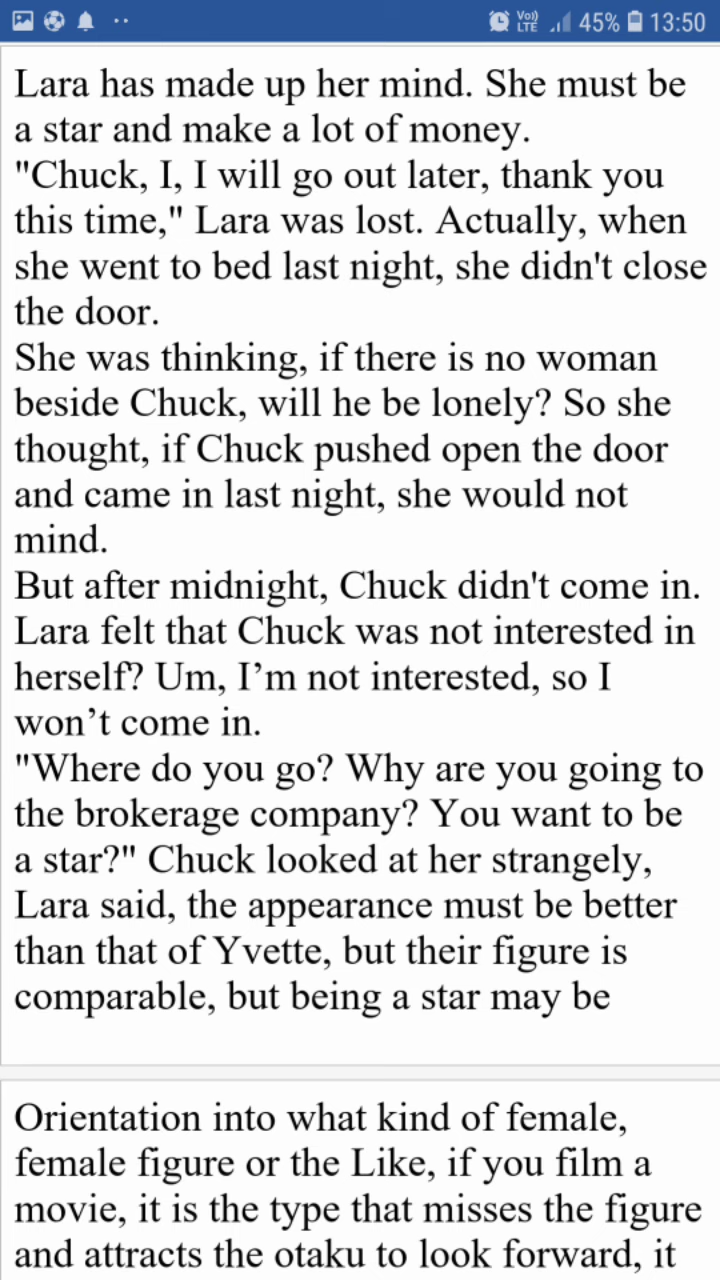 Vo)) LTE 45% 13:50
Lara has made up her mind. She must be
a star and make a lot of money.
"Chuck, I, I will go out later, thank you
this time," Lara was lost. Actually, when
she went to bed last night, she didn't close
the door.
She was thinking, if there is no woman
beside Chuck, will he be lonely? So she
thought, if Chuck pushed open the door
and came in last night, she would not
mind.
But after midnight, Chuck didn't come in.
Lara felt that Chuck was not interested in
herself? Um, I’m not interested, so I
won’t come in.
"Where do you go? Why are you going to
the brokerage company? You want to be
a star?" Chuck looked at her strangely,
Lara said, the appearance must be better
than that of Yvette, but their figure is
comparable, but being a star may be
Orientation into what kind of female,
female figure or the Like, if you film a
movie, it is the type that misses the figure
and attracts the otaku to look forward, it